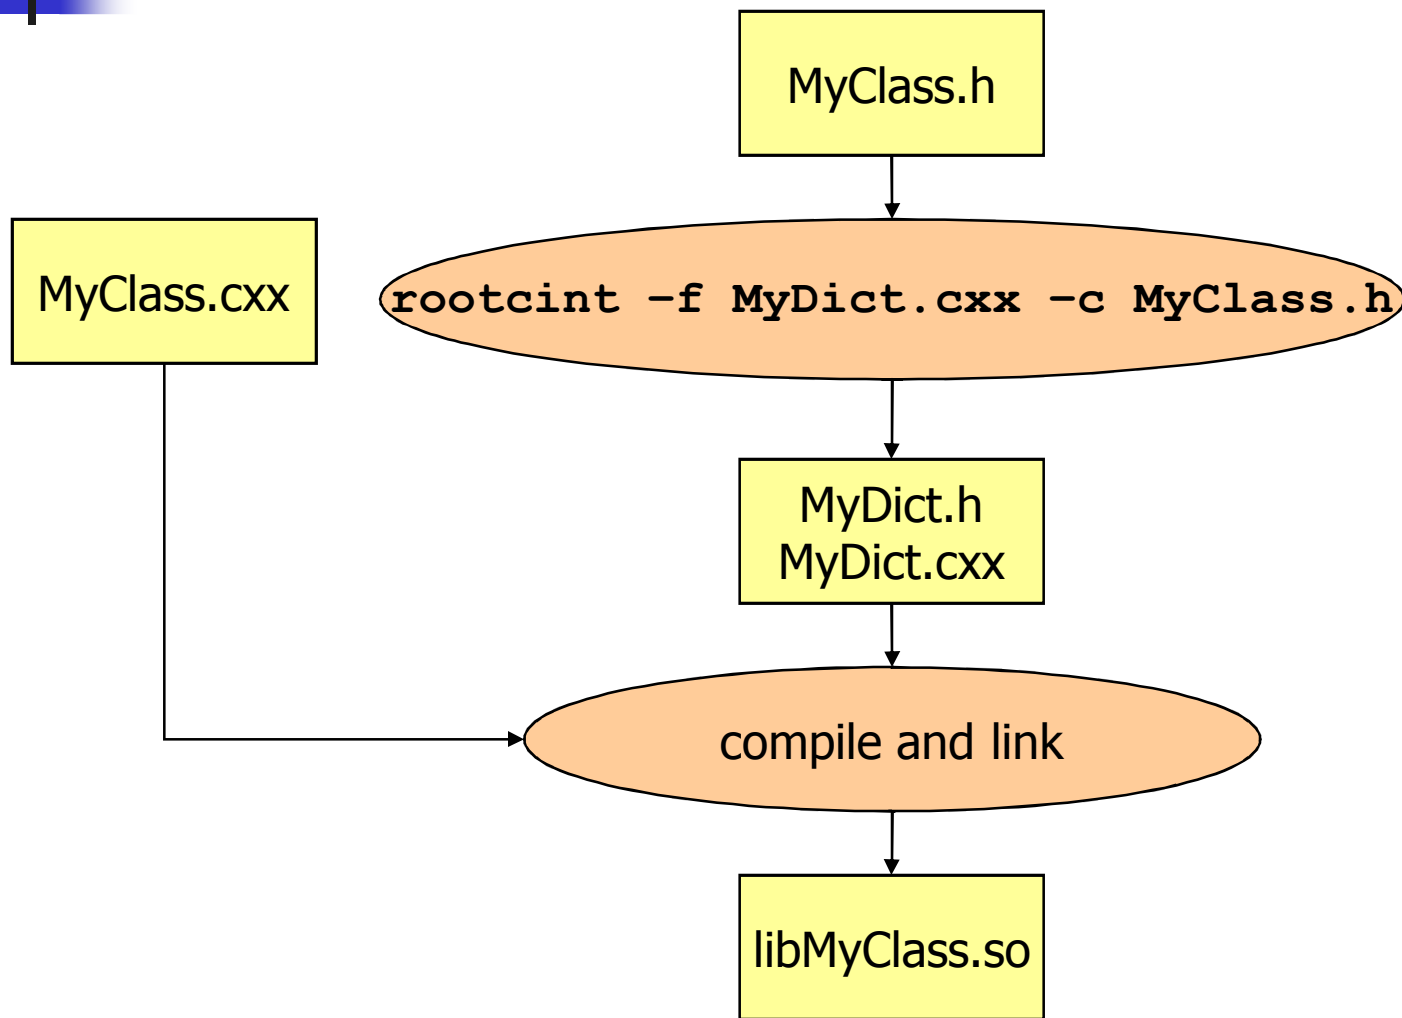 MyClass.h
MyClass.cxx
rootcint –f MyDict.cxx –c MyClass.h
MyDict.h
MyDict.cxx
compile and link
libMyClass.so